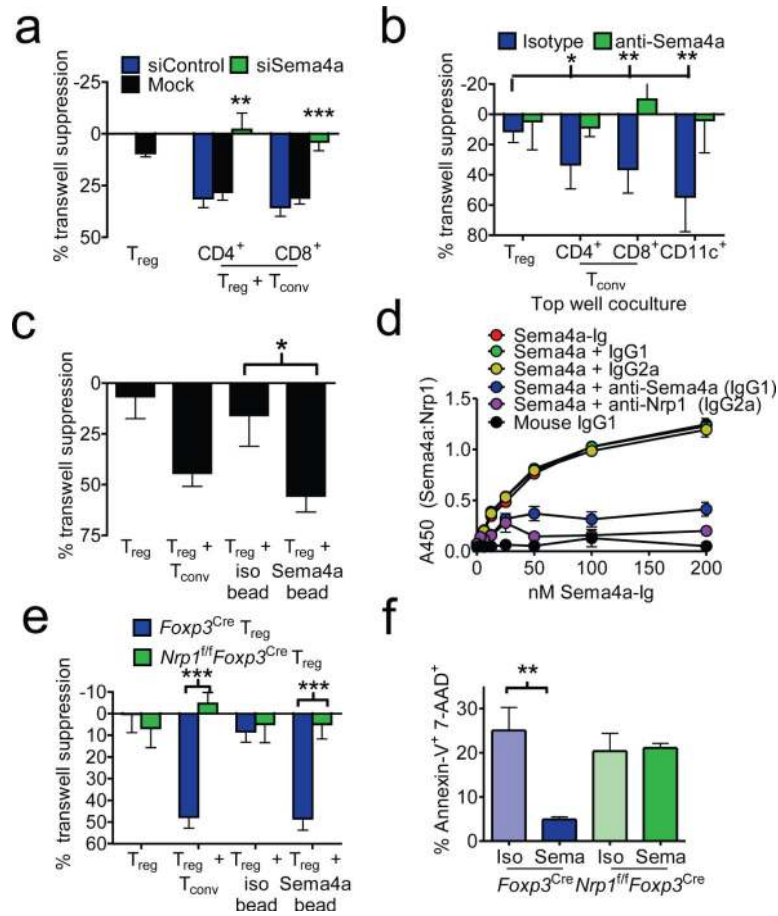 a
siControl siSema4a
Mock
% transwell suppression
-25
0
25
50
** ***
Treg
CD4+ CD8+
Treg + Tconv
b
Isotype anti-Sema4a
* ** **
% transwell suppression
-20
0
20
40
60
80
Treg CD4+ CD8+ CD11c+
Tconv
Top well coculture
c
*
% transwell suppression
0
25
50
75
Treg
Treg + Tconv
Treg + iso bead
Treg + Sema4a bead
d
Sema4a-Ig
Sema4a + IgG1
Sema4a + IgG2a
Sema4a + anti-Sema4a (IgG1)
Sema4a + anti-Nrp1 (IgG2a)
Mouse IgG1
A450 (Sema4a:Nrp1)
1.5
1.0
0.5
0.0
0 50 100 150 200
nM Sema4a-Ig
e
Foxp3Cre Treg
Nrp1f/fFoxp3Cre Treg
*** ***
% transwell suppression
-10
0
10
20
30
40
50
60
Treg
Treg + Tconv
Treg + iso bead
Treg + Sema4a bead
f
**
% Annexin-V+ 7-AAD+
30
20
10
0
Iso Sema Iso Sema
Foxp3Cre Nrp1f/fFoxp3Cre